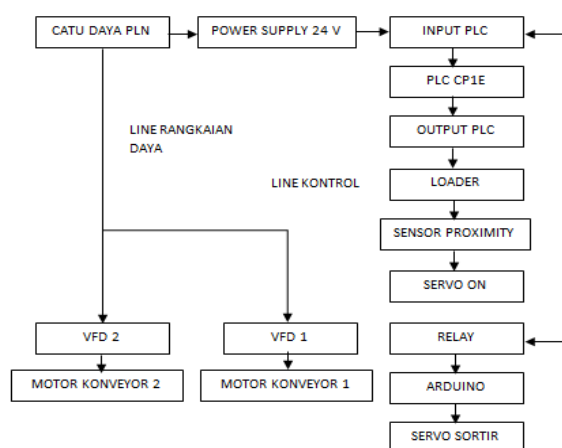 CATU DAYA PLN
POWER SUPPLY 24 V
INPUT PLC
PLC CP1E
LINE RANGKAIAN
DAYA
OUTPUT PLC
LINE KONTROL
LOADER
SENSOR PROXIMITY
SERVO ON
VFD 2
VFD 1
RELAY
MOTOR KONVEYOR 2
MOTOR KONVEYOR 1
ARDUINO
SERVO SORTIR